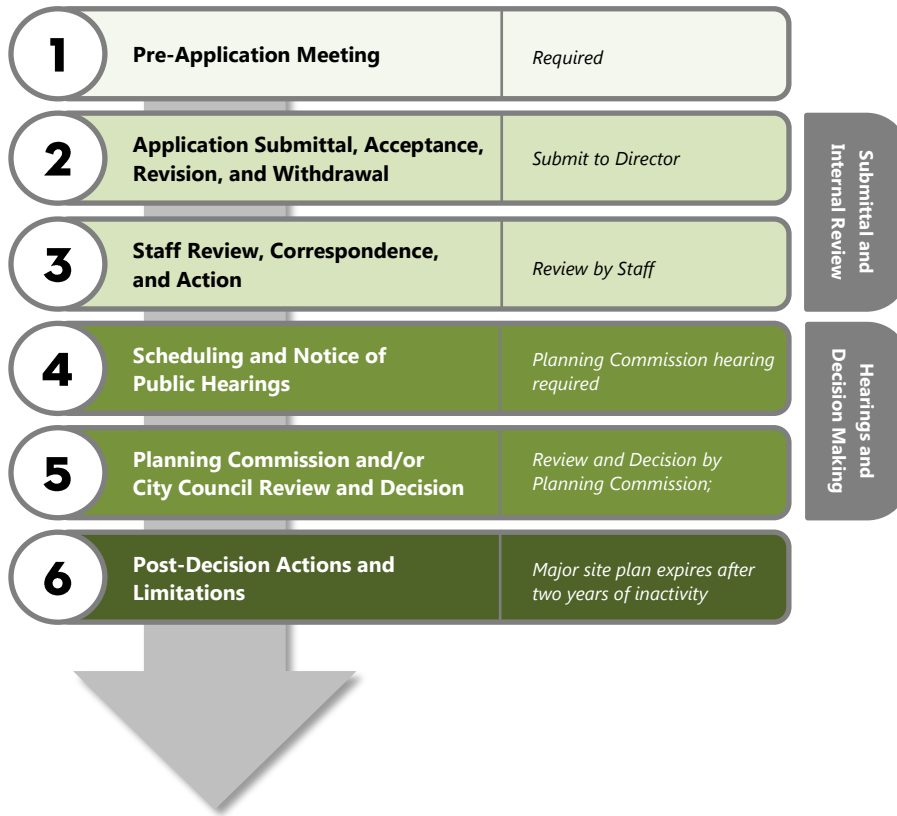 1
Pre-Application Meeting
Required
2
Application Submittal, Acceptance,
Revision, and Withdrawal
Submit to Director
3
Staff Review, Correspondence,
and Action
Review by Staff
Submittal and
Internal Review
4
Scheduling and Notice of
Public Hearings
Planning Commission hearing
required
5
Planning Commission and/or
City Council Review and Decision
Review and Decision by
Planning Commission;
Hearings and
Decision Making
6
Post-Decision Actions and
Limitations
Major site plan expires after
two years of inactivity